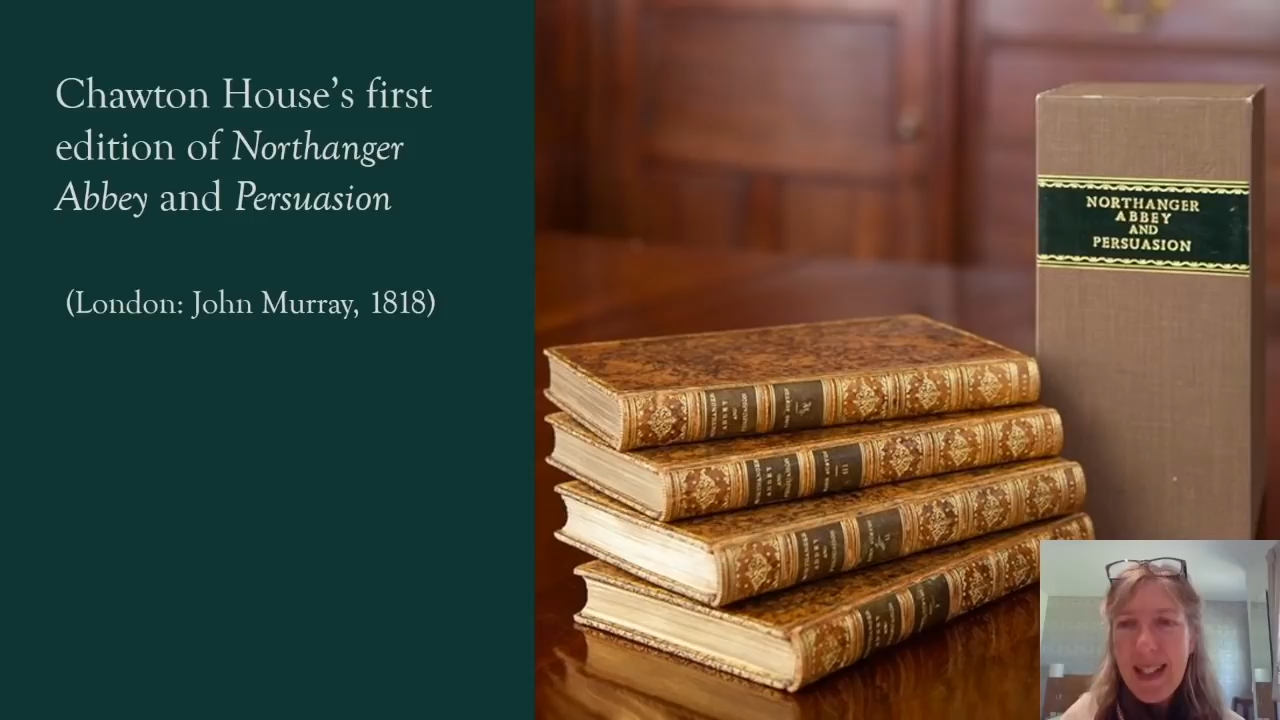 Chawton House's first
edition of Northanger
Abbey and Persuasion
(London: John Murray, 1818)
NORTHANGER
ABBEY
AND
PERSUASION